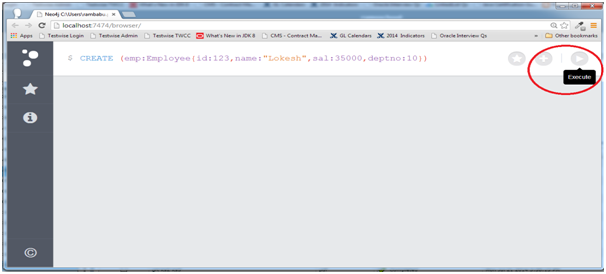 Neo4j C:\Users\rambabu.p
localhost:7474/browser/
Apps Testwise Login Testwise Admin Testwise TWCC What's New in JDK 8 CMS - Contract Ma... GL Calendars 2014 Indicators Oracle Interview Qs » Other bookmarks
$ CREATE (emp:Employee{id:123,name:"Lokesh",sal:35000,deptno:10})
Execute